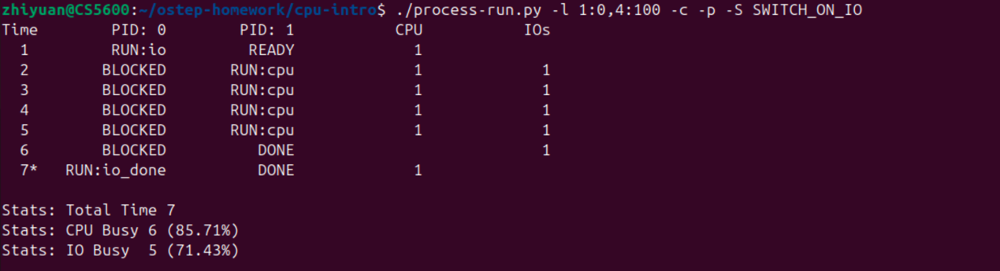 zhiyuan@CS5600:~/ostep-homework/cpu-intro$ ./process-run.py -l 1:0,4:100 -c -p -S SWITCH_ON_IO
Time PID: 0 PID: 1 CPU IOs
1 RUN:io READY 1
2 BLOCKED RUN:cpu 1 1
3 BLOCKED RUN:cpu 1 1
4 BLOCKED RUN:cpu 1 1
5 BLOCKED RUN:cpu 1 1
6 BLOCKED DONE 1
7* RUN:io_done DONE 1
Stats: Total Time 7
Stats: CPU Busy 6 (85.71%)
Stats: IO Busy 5 (71.43%)